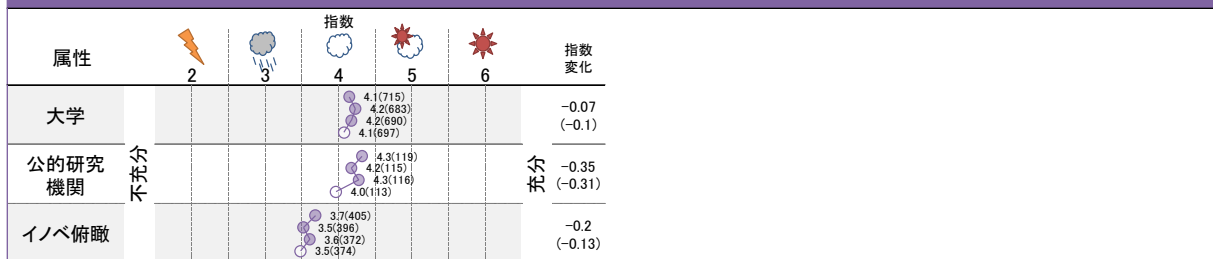 属性
指数
2 3 4 5 6
指数
変化
大学
4.1(715)
4.2(683)
4.2(690)
4.1(697)
-0.07
(-0.1)
不充分
充分
公的研究
機関
4.3(119)
4.2(115)
4.3(116)
4.0(113)
-0.35
(-0.31)
イノベ俯瞰
3.7(405)
3.5(396)
3.6(372)
3.5(374)
-0.2
(-0.13)